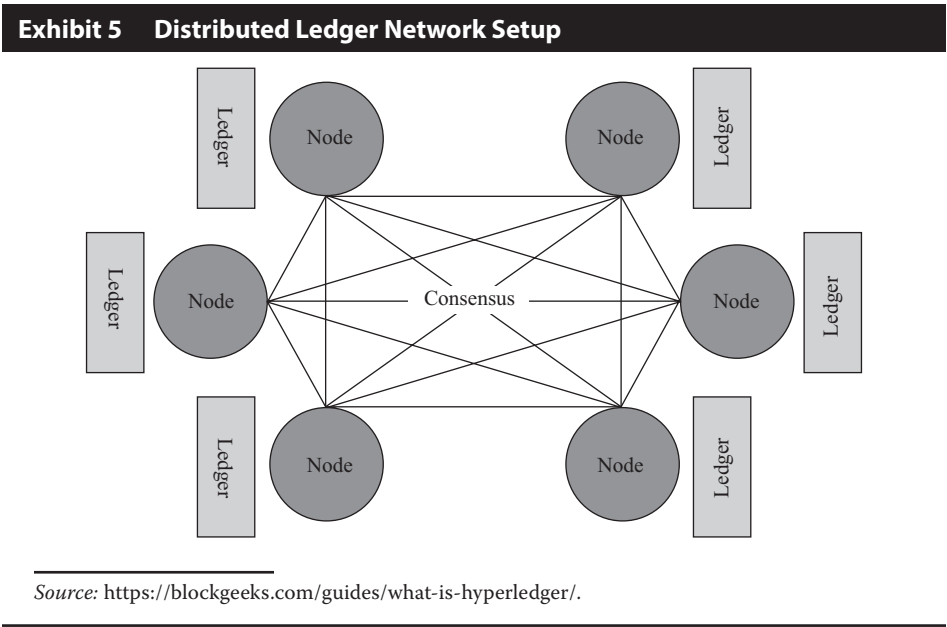 Exhibit 5 Distributed Ledger Network Setup
Ledger
Node
Node
Ledger
Ledger
Node
Consensus
Node
Ledger
Ledger
Node
Node
Ledger
Source: https://blockgeeks.com/guides/what-is-hyperledger/.